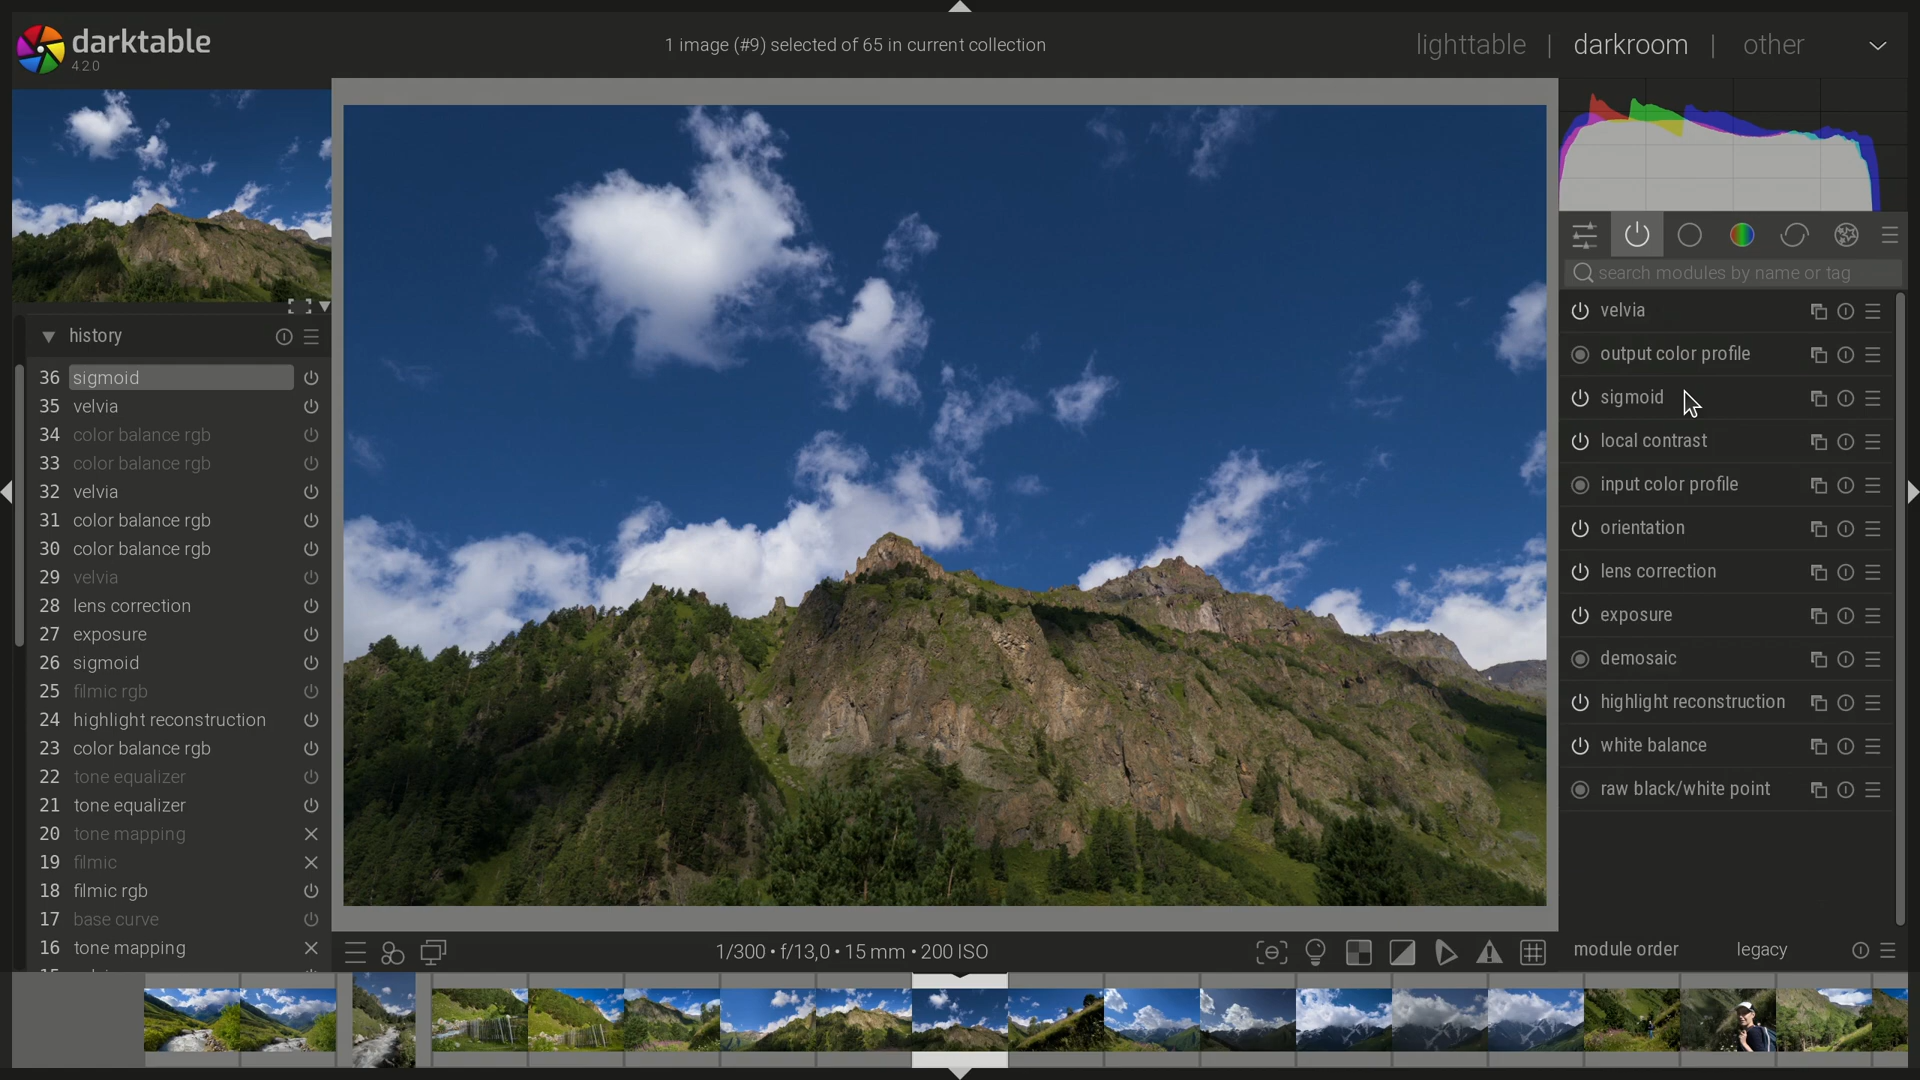 darktable
4.2.0
1 image (#9) selected of 65 in current collection
lighttable | darkroom | other
history
36 sigmoid
35 velvia
34 color balance rgb
33 color balance rgb
32 velvia
31 color balance rgb
30 color balance rgb
29 velvia
28 lens correction
27 exposure
26 sigmoid
25 filmic rgb
24 highlight reconstruction
23 color balance rgb
22 tone equalizer
21 tone equalizer
20 tone mapping
19 filmic
18 filmic rgb
17 base curve
16 tone mapping
1/300 • f/13,0 • 15 mm • 200 ISO
search modules by name or tag
velvia
output color profile
sigmoid
local contrast
input color profile
orientation
lens correction
exposure
demosaic
highlight reconstruction
white balance
raw black/white point
module order legacy